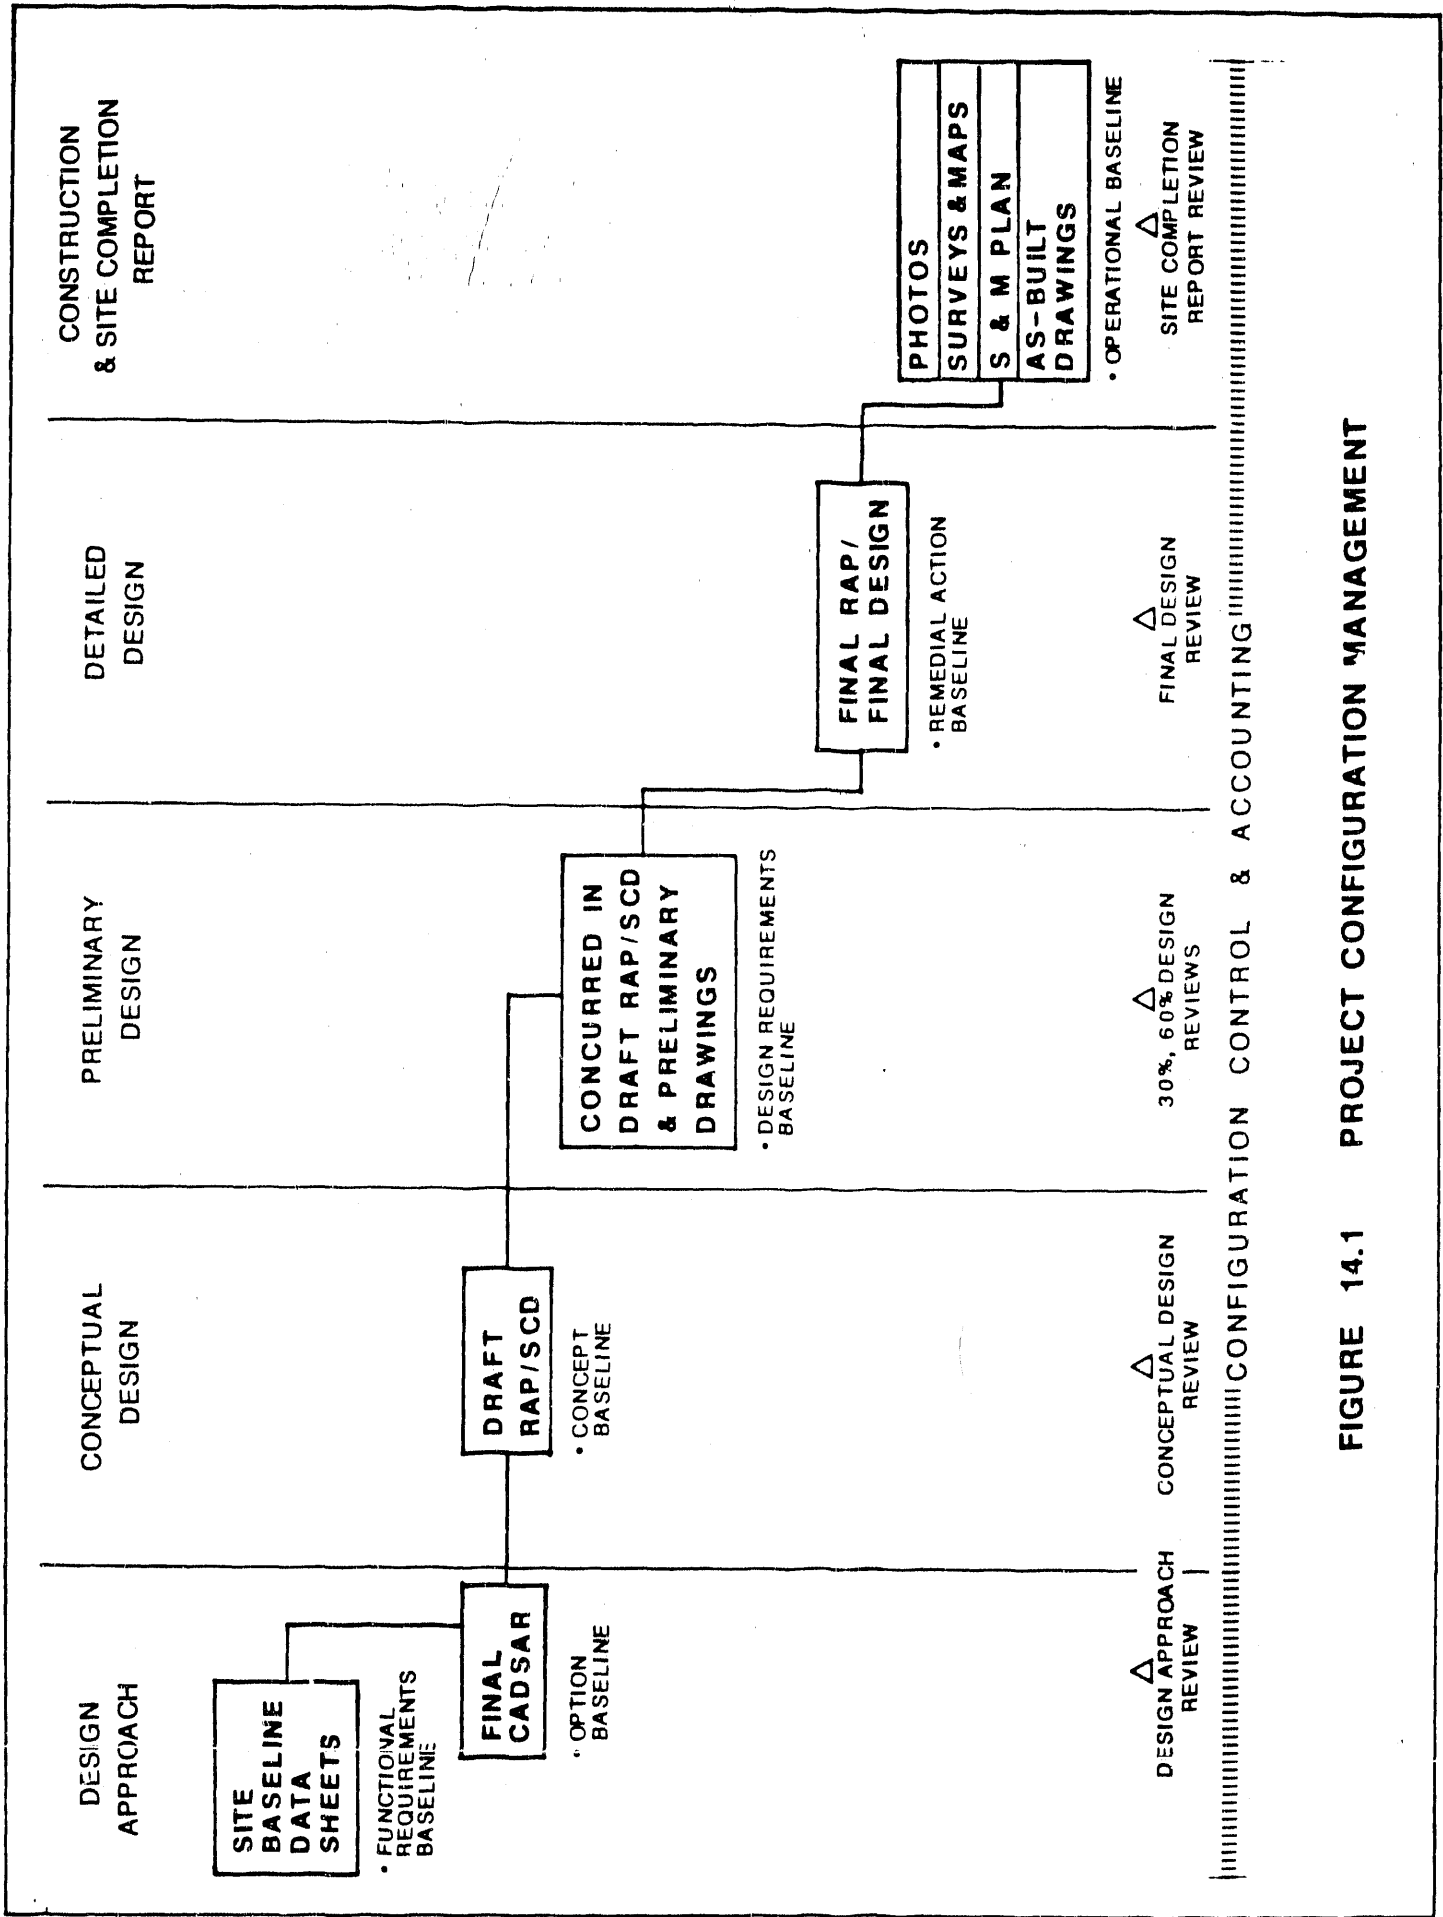 DESIGN
APPROACH
CONCEPTUAL
DESIGN
PRELIMINARY
DESIGN
DETAILED
DESIGN
CONSTRUCTION
& SITE COMPLETION
REPORT
SITE
BASELINE
DATA
SHEETS
• FUNCTIONAL
REQUIREMENTS
BASELINE
FINAL
CADSAR
• OPTION
BASELINE
DRAFT
RAP/SCD
• CONCEPT
BASELINE
CONCURRED IN
DRAFT RAP/SCD
& PRELIMINARY
DRAWINGS
• DESIGN REQUIREMENTS
BASELINE
FINAL RAP/
FINAL DESIGN
• REMEDIAL ACTION
BASELINE
PHOTOS
SURVEYS & MAPS
S & M PLAN
AS-BUILT
DRAWINGS
• OPERATIONAL BASELINE
DESIGN APPROACH
REVIEW
CONCEPTUAL DESIGN
REVIEW
30%, 60% DESIGN
REVIEWS
FINAL DESIGN
REVIEW
SITE COMPLETION
REPORT REVIEW
CONFIGURATION CONTROL & ACCOUNTING
FIGURE 14.1 PROJECT CONFIGURATION MANAGEMENT